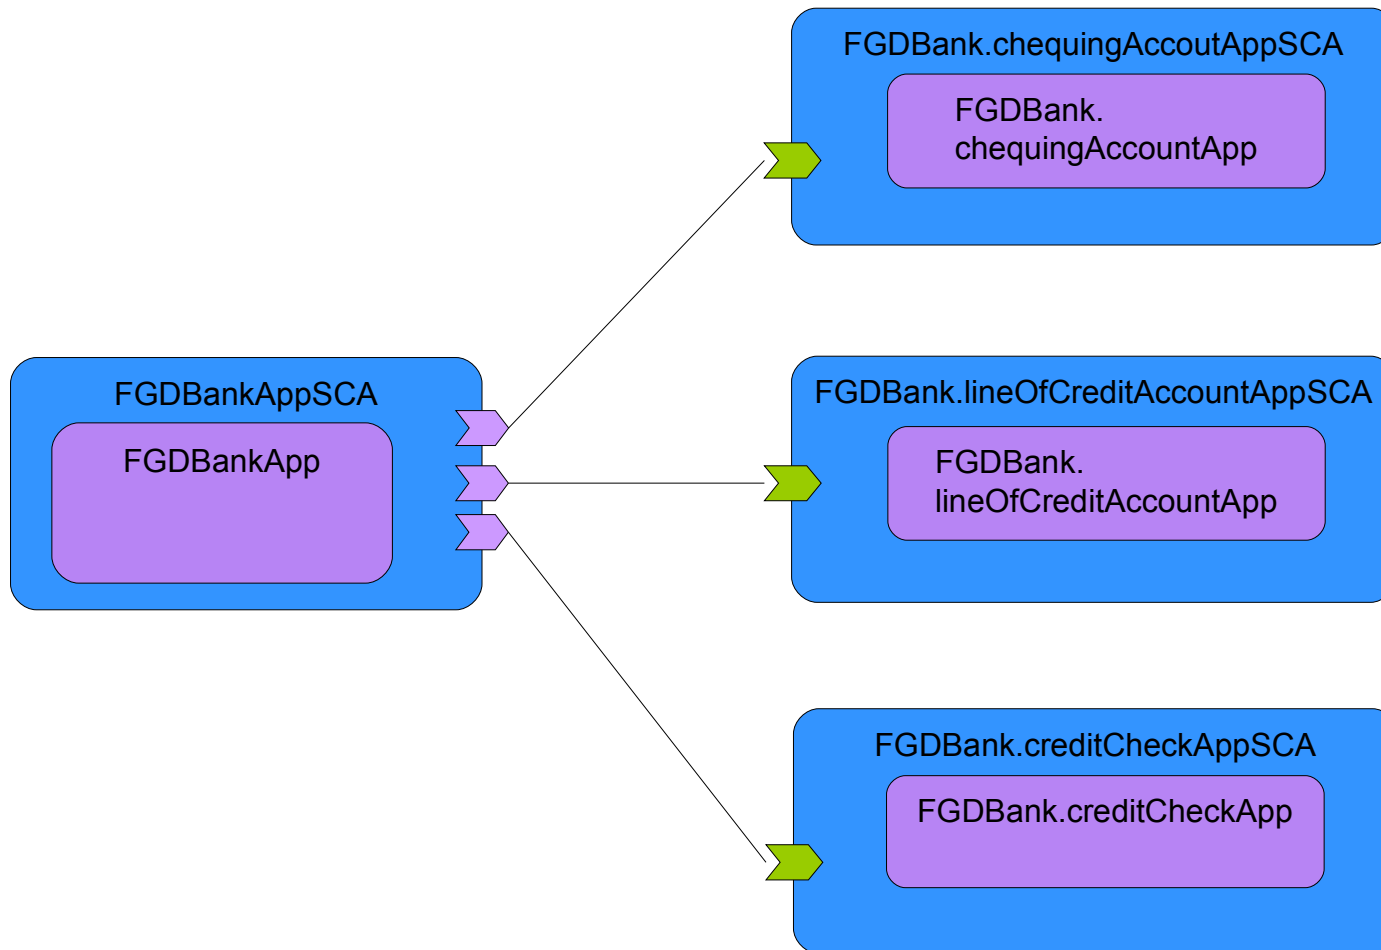 FGDBank.chequingAccoutAppSCA
FGDBank.
chequingAccountApp
FGDBankAppSCA
FGDBankApp
FGDBank.lineOfCreditAccountAppSCA
FGDBank.
lineOfCreditAccountApp
FGDBank.creditCheckAppSCA
FGDBank.creditCheckApp